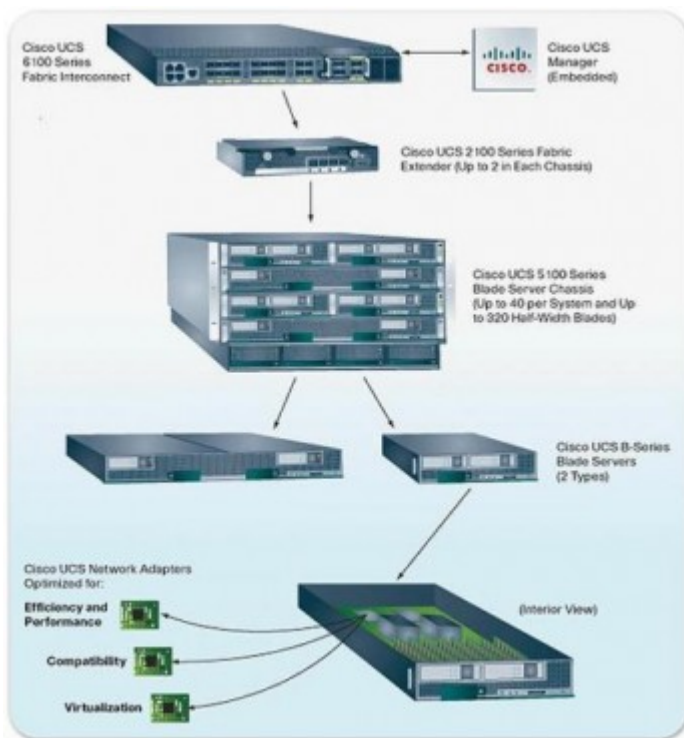 Cisco UCS
6100 Series
Fabric Interconnect
CISCO.
Cisco UCS
Manager
(Embedded)
Cisco UCS 2100 Series Fabric
Extender (Up to 2 in Each Chassis)
Cisco UCS 5100 Series
Blade Server Chassis
(Up to 40 per System and Up
to 320 Half-Width Blades)
Cisco UCS B-Series
Blade Servers
(2 Types)
Cisco UCS Network Adapters
Optimized for:
Efficiency and
Performance
(Interior View)
Compatibility
Virtualization